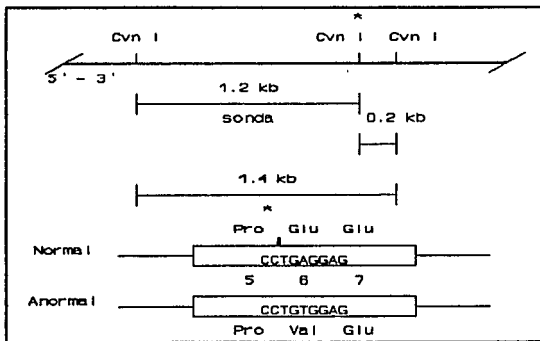 *
Cvn I Cvn I Cvn I
5' - 3'
1.2 kb
sonda
0.2 kb
1.4 kb
*
Pro Glu Glu
Normal
CCTGAGGAG
5 6 7
Anormal
CCTGTGGAG
Pro Val Glu